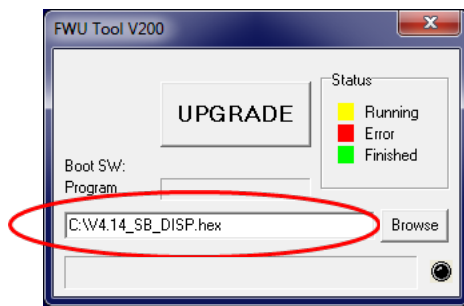 FWU Tool V200
Status
UPGRADE
Running
Error
Finished
Boot SW:
Program
C:\V4.14_SB_DISP.hex
Browse